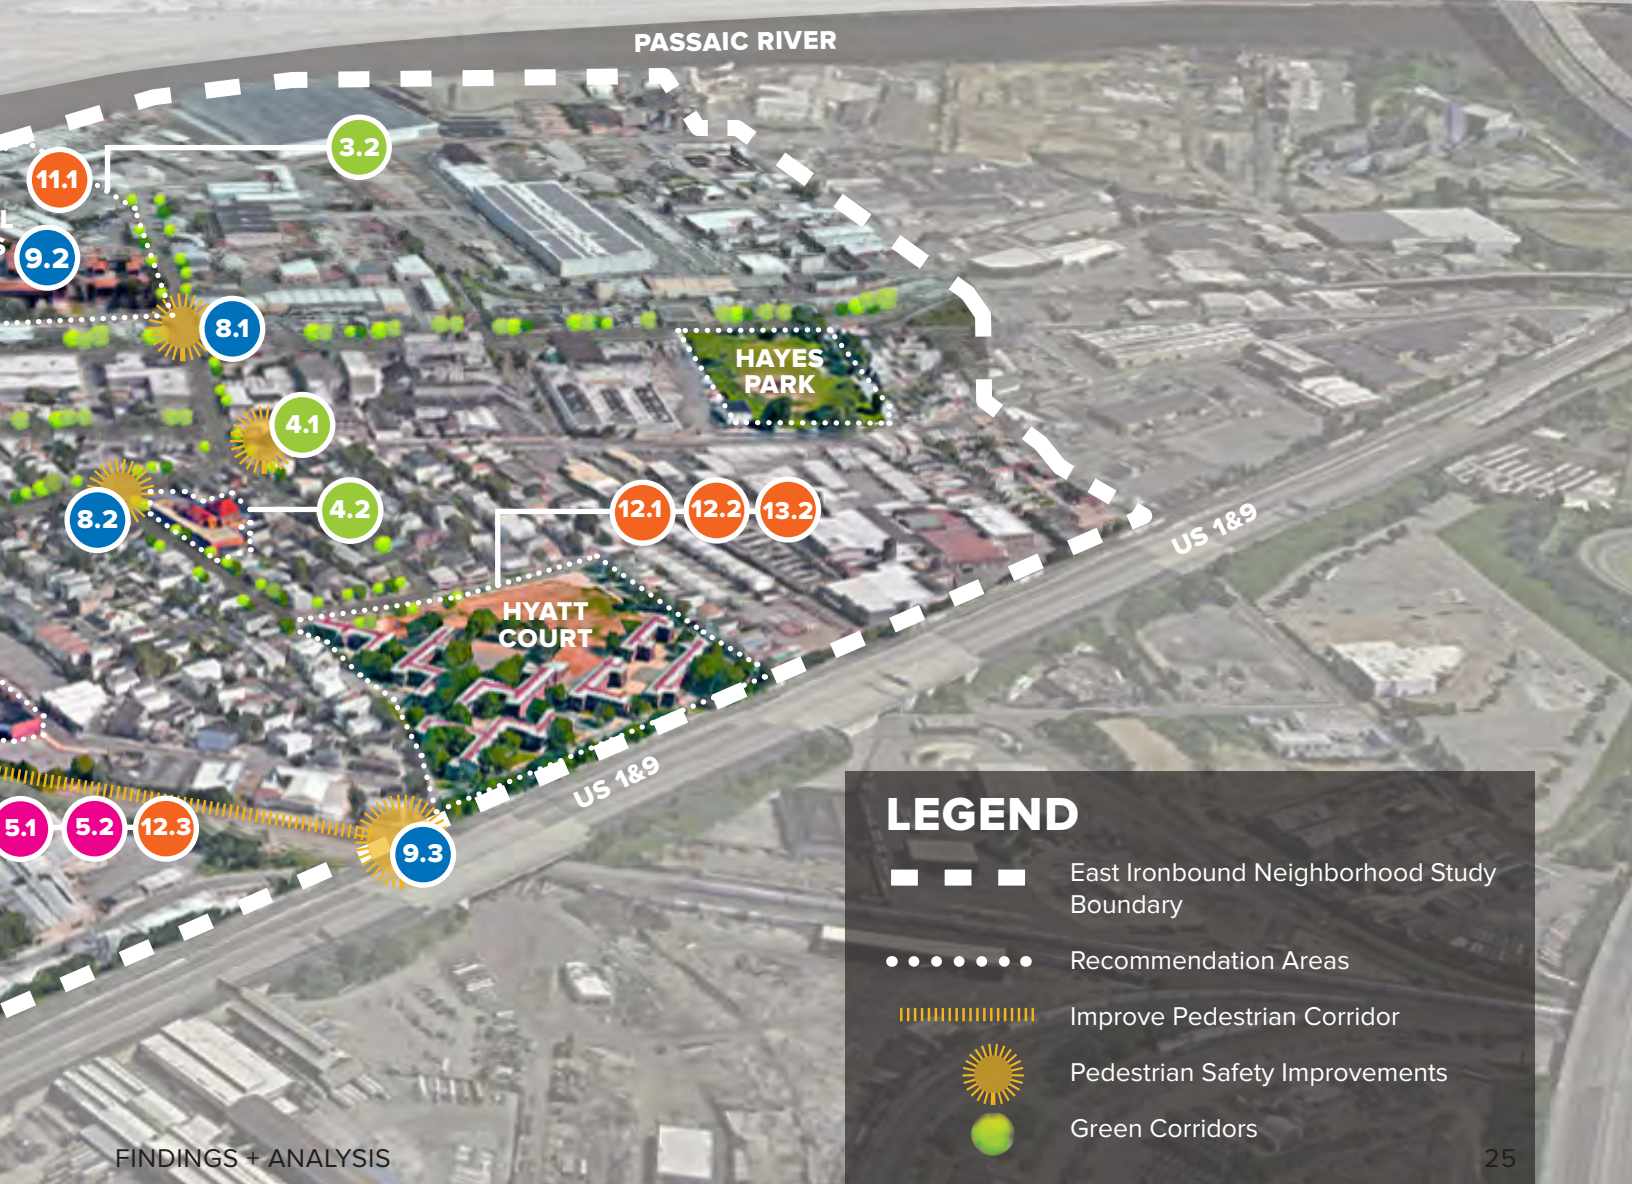 PASSAIC RIVER
3.2
11.1
L
S
9.2
8.1
HAYES
PARK
4.1
4.2
8.2
12.1
12.2
13.2
US 1&9
HYATT
COURT
US 1&9
5.1
5.2
12.3
9.3
LEGEND
East Ironbound Neighborhood Study
Boundary
Recommendation Areas
Improve Pedestrian Corridor
Pedestrian Safety Improvements
Green Corridors
FINDINGS + ANALYSIS
25